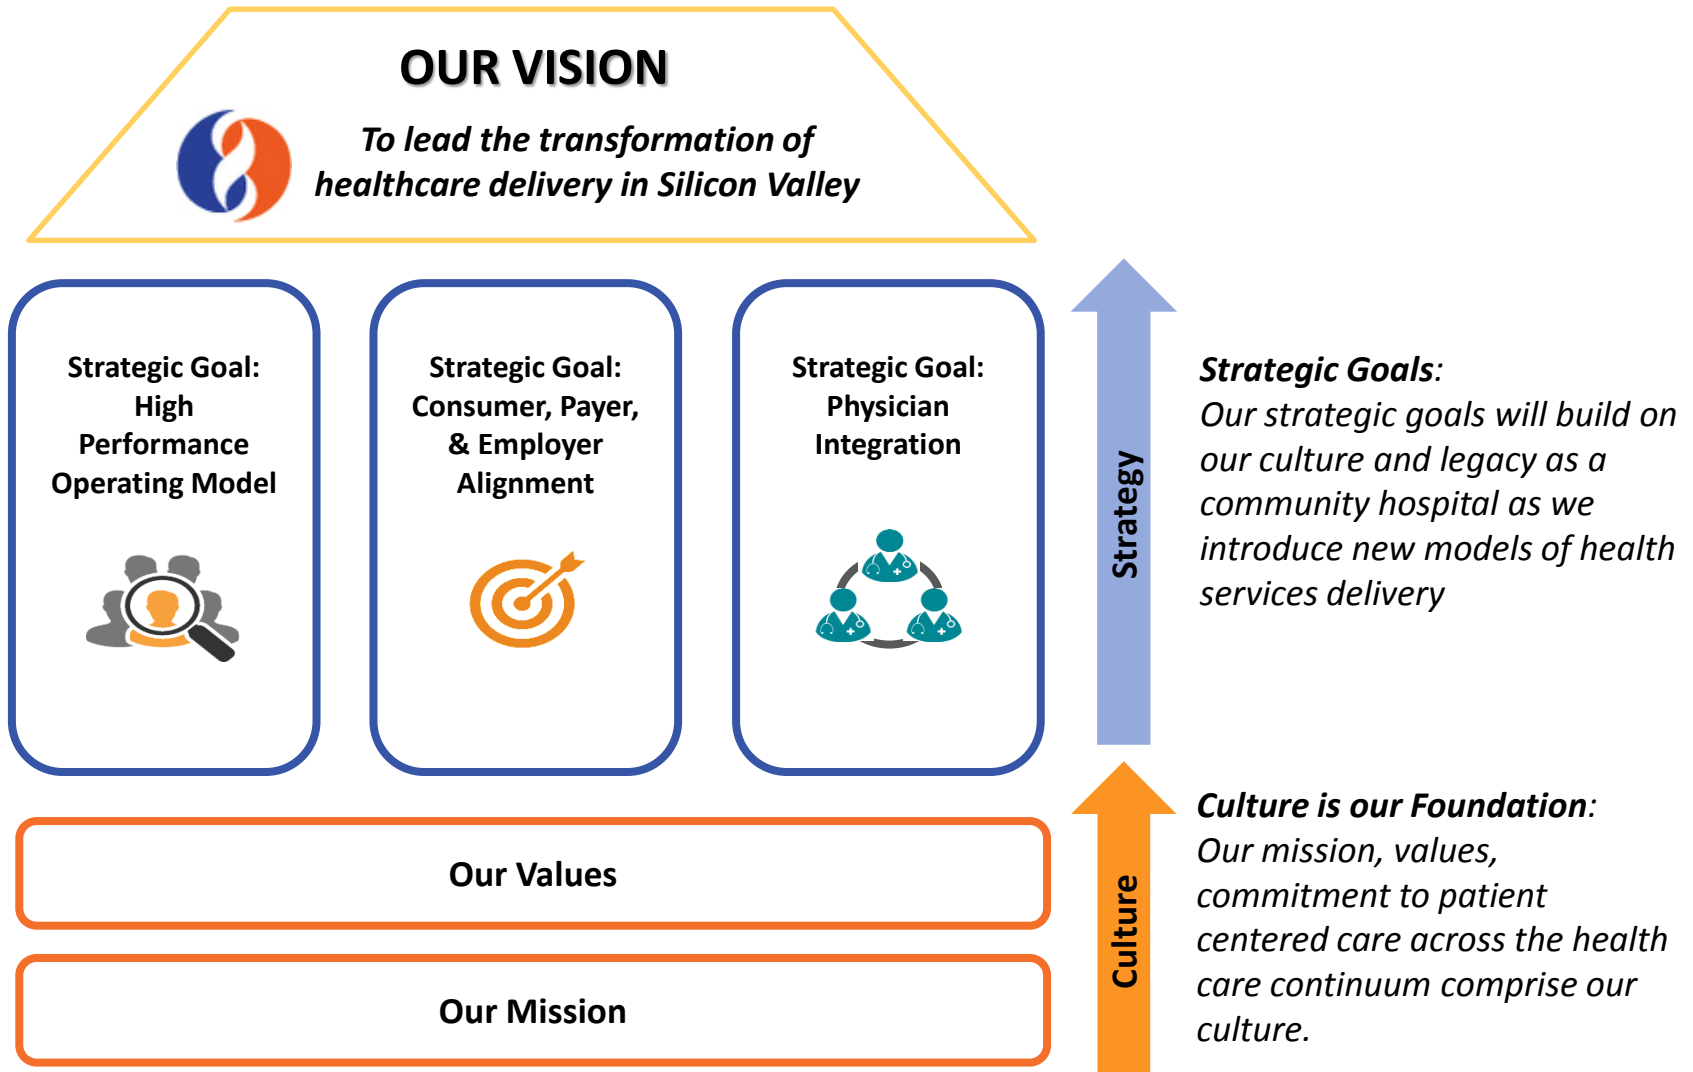 OUR VISION
To lead the transformation of
healthcare delivery in Silicon Valley
Strategic Goal:
High
Performance
Operating Model
Strategic Goal:
Consumer, Payer,
& Employer
Alignment
Strategic Goal:
Physician
Integration
Strategy
Strategic Goals:
Our strategic goals will build on
our culture and legacy as a
community hospital as we
introduce new models of health
services delivery
Our Values
Our Mission
Culture
Culture is our Foundation:
Our mission, values,
commitment to patient
centered care across the health
care continuum comprise our
culture.